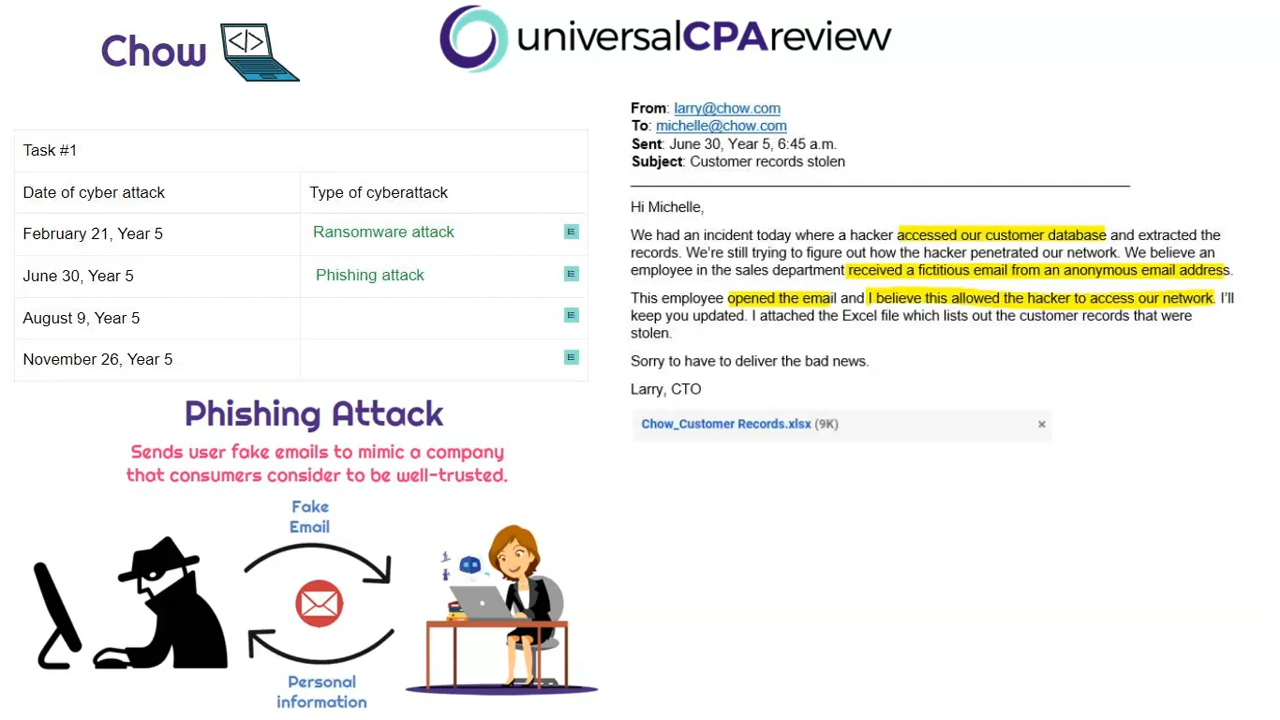 Chow
</>
universalCPAreview
Task #1
Date of cyber attack
Type of cyberattack
February 21, Year 5
Ransomware attack
June 30, Year 5
Phishing attack
August 9, Year 5
November 26, Year 5
Phishing Attack
Sends user fake emails to mimic a company
that consumers consider to be well-trusted.
Fake
Email
Personal
information
From: larry@chow.com
To: michelle@chow.com
Sent: June 30, Year 5, 6:45 a.m.
Subject: Customer records stolen
Hi Michelle,
We had an incident today where a hacker accessed our customer database and extracted the
records. We're still trying to figure out how the hacker penetrated our network. We believe an
employee in the sales department received a fictitious email from an anonymous email address.
This employee opened the email and I believe this allowed the hacker to access our network. I'll
keep you updated. I attached the Excel file which lists out the customer records that were
stolen.
Sorry to have to deliver the bad news.
Larry, CTO
Chow_Customer Records.xlsx (9K) ×